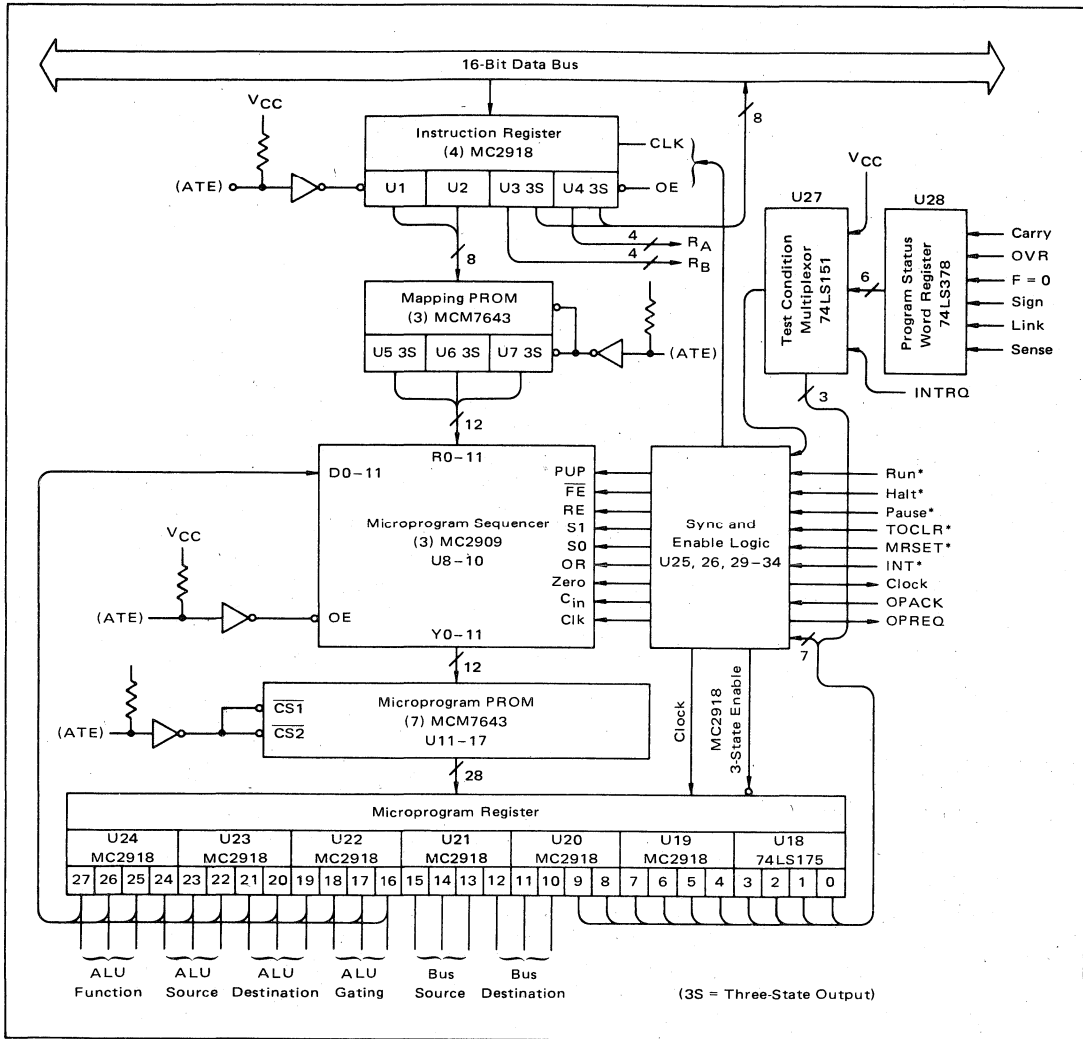 16-Bit Data Bus
VCC
Instruction Register
(4) MC2918
U1
U2
U3 3S
U4 3S
(ATE)
CLK
OE
8
4
RA
4
RB
8
Mapping PROM
(3) MCM7643
U5 3S
U6 3S
U7 3S
(ATE)
12
VCC
U27
Test Condition
Multiplexor
74LS151
6
U28
Program Status
Word Register
74LS378
Carry
OVR
F = 0
Sign
Link
Sense
INTRQ
3
R0-11
D0-11
Microprogram Sequencer
(3) MC2909
U8-10
VCC
(ATE)
OE
Y0-11
PUP
FE
RE
S1
S0
OR
Zero
Cin
Clk
Sync and
Enable Logic
U25, 26, 29-34
Run*
Halt*
Pause*
TOCLR*
MRSET*
INT*
Clock
OPACK
OPREQ
7
12
(ATE)
CS1
CS2
Microprogram PROM
(7) MCM7643
U11-17
Clock
MC2918
3-State Enable
28
Microprogram Register
U24
MC2918
U23
MC2918
U22
MC2918
U21
MC2918
U20
MC2918
U19
MC2918
U18
74LS175
27 26 25 24 23 22 21 20 19 18 17 16 15 14 13 12 11 10 9 8 7 6 5 4 3 2 1 0
ALU
Function
ALU
Source
ALU
Destination
ALU
Gating
Bus
Source
Bus
Destination
(3S = Three-State Output)